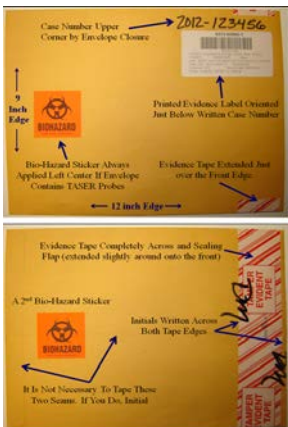 Case Number Upper
Corner by Envelope Closure
2012-123456
9
Inch
Edge
BIOHAZARD
Printed Evidence Label Oriented
Just Below Written Case Number
Bio-Hazard Sticker Always
Applied Left Center If Envelope
Contains TASER Probes
Evidence Tape Extended Just
over the Front Edge.
12 inch Edge
Evidence Tape Completely Across and Sealing
Flap (extended slightly around onto the front)
A 2nd Bio-Hazard Sticker
BIOHAZARD
Initials Written Across
Both Tape Edges
It Is Not Necessary To Tape These
Two Seams. If You Do, Initial
TAMPER
EVIDENT
TAPE
TAMPER
EVIDENT
TAPE